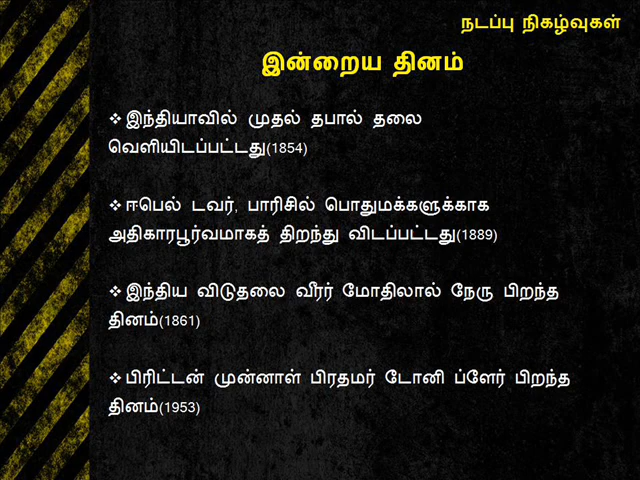 நடப்பு நிகழ்வுகள்
இன்றைய தினம்
❖இந்தியாவில் முதல் தபால் தலை
வெளியிடப்பட்டது(1854)
❖ஈபெல் டவர், பாரிசில் பொதுமக்களுக்காக
அதிகாரபூர்வமாகத் திறந்து விடப்பட்டது(1889)
❖இந்திய விடுதலை வீரர் மோதிலால் நேரு பிறந்த
தினம்(1861)
❖பிரிட்டன் முன்னாள் பிரதமர் டோனி ப்ளேர் பிறந்த
தினம்(1953)